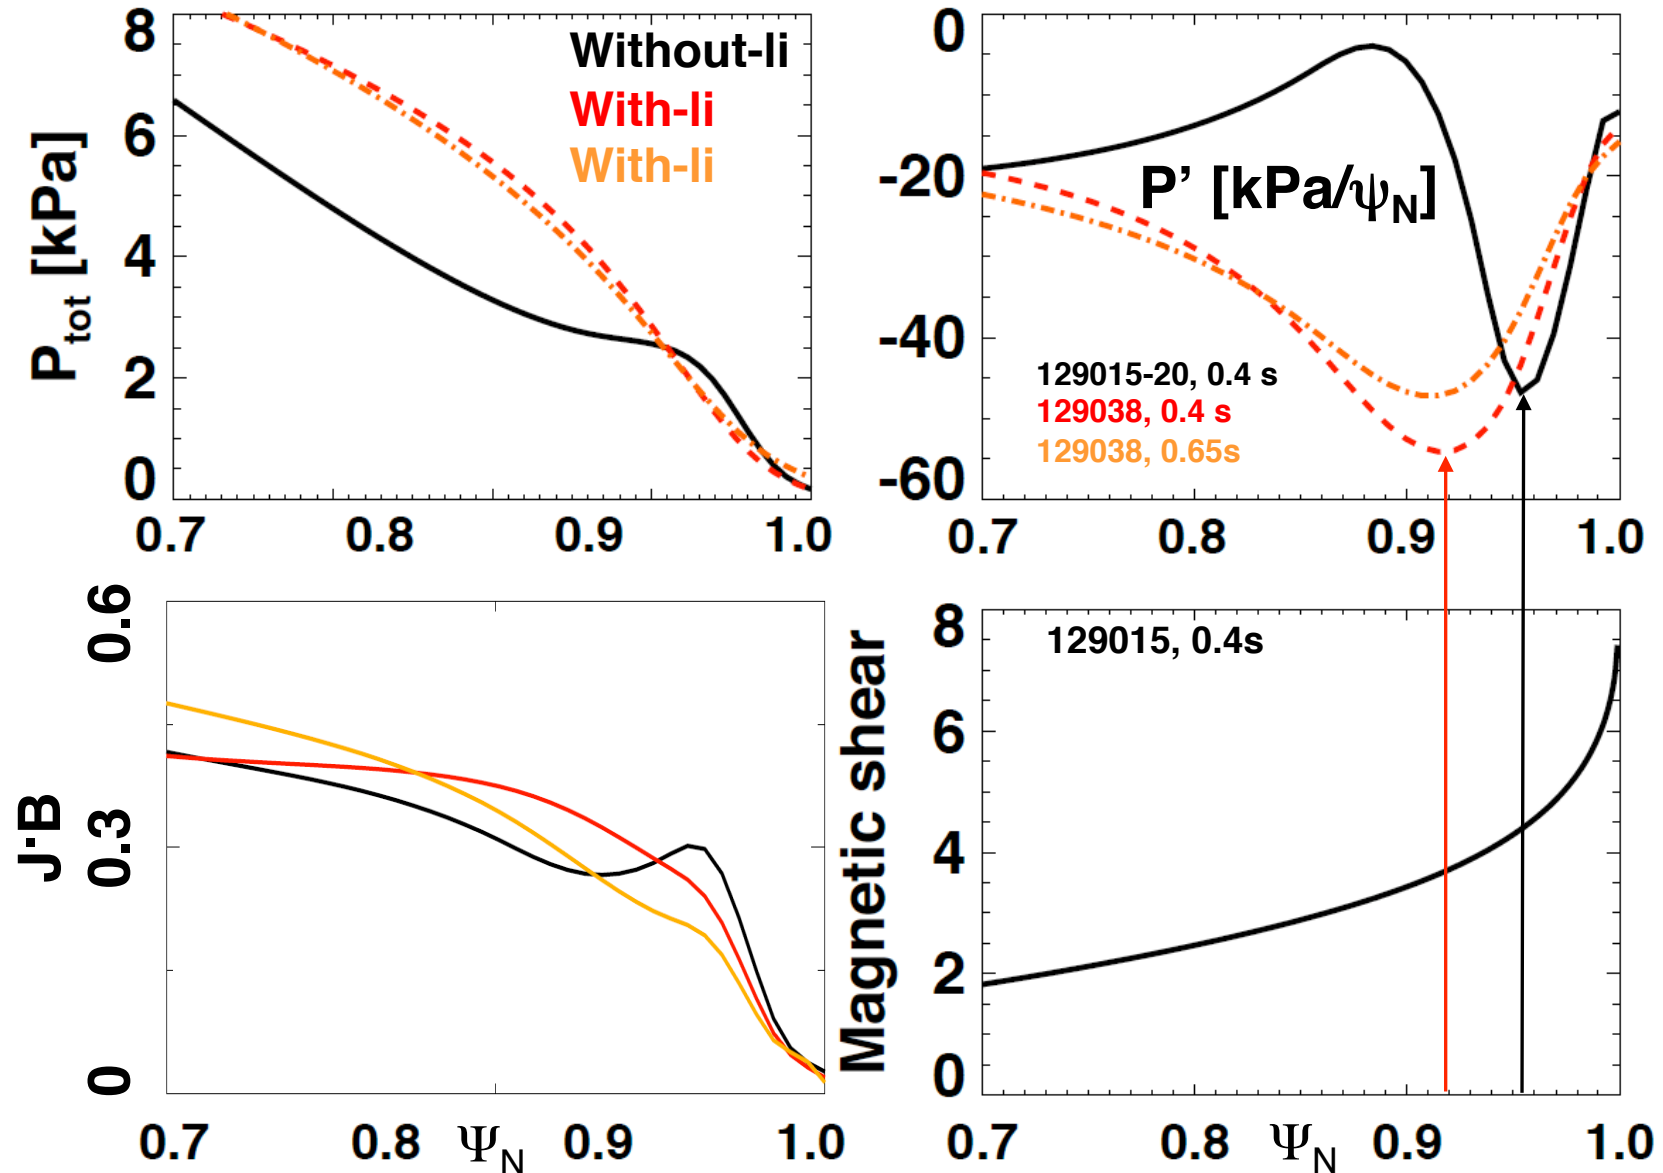 P_tot [kPa]
8
6
4
2
0
0.7 0.8 0.9 1.0
Without-li
With-li
With-li
0
-20
-40
-60
0.7 0.8 0.9 1.0
P’ [kPa/ψ_N]
129015-20, 0.4 s
129038, 0.4 s
129038, 0.65s
J·B
0.6
0.3
0
0.7 0.8 Ψ_N 0.9 1.0
Magnetic shear
8
6
4
2
0
129015, 0.4s
0.7 0.8 Ψ_N 0.9 1.0